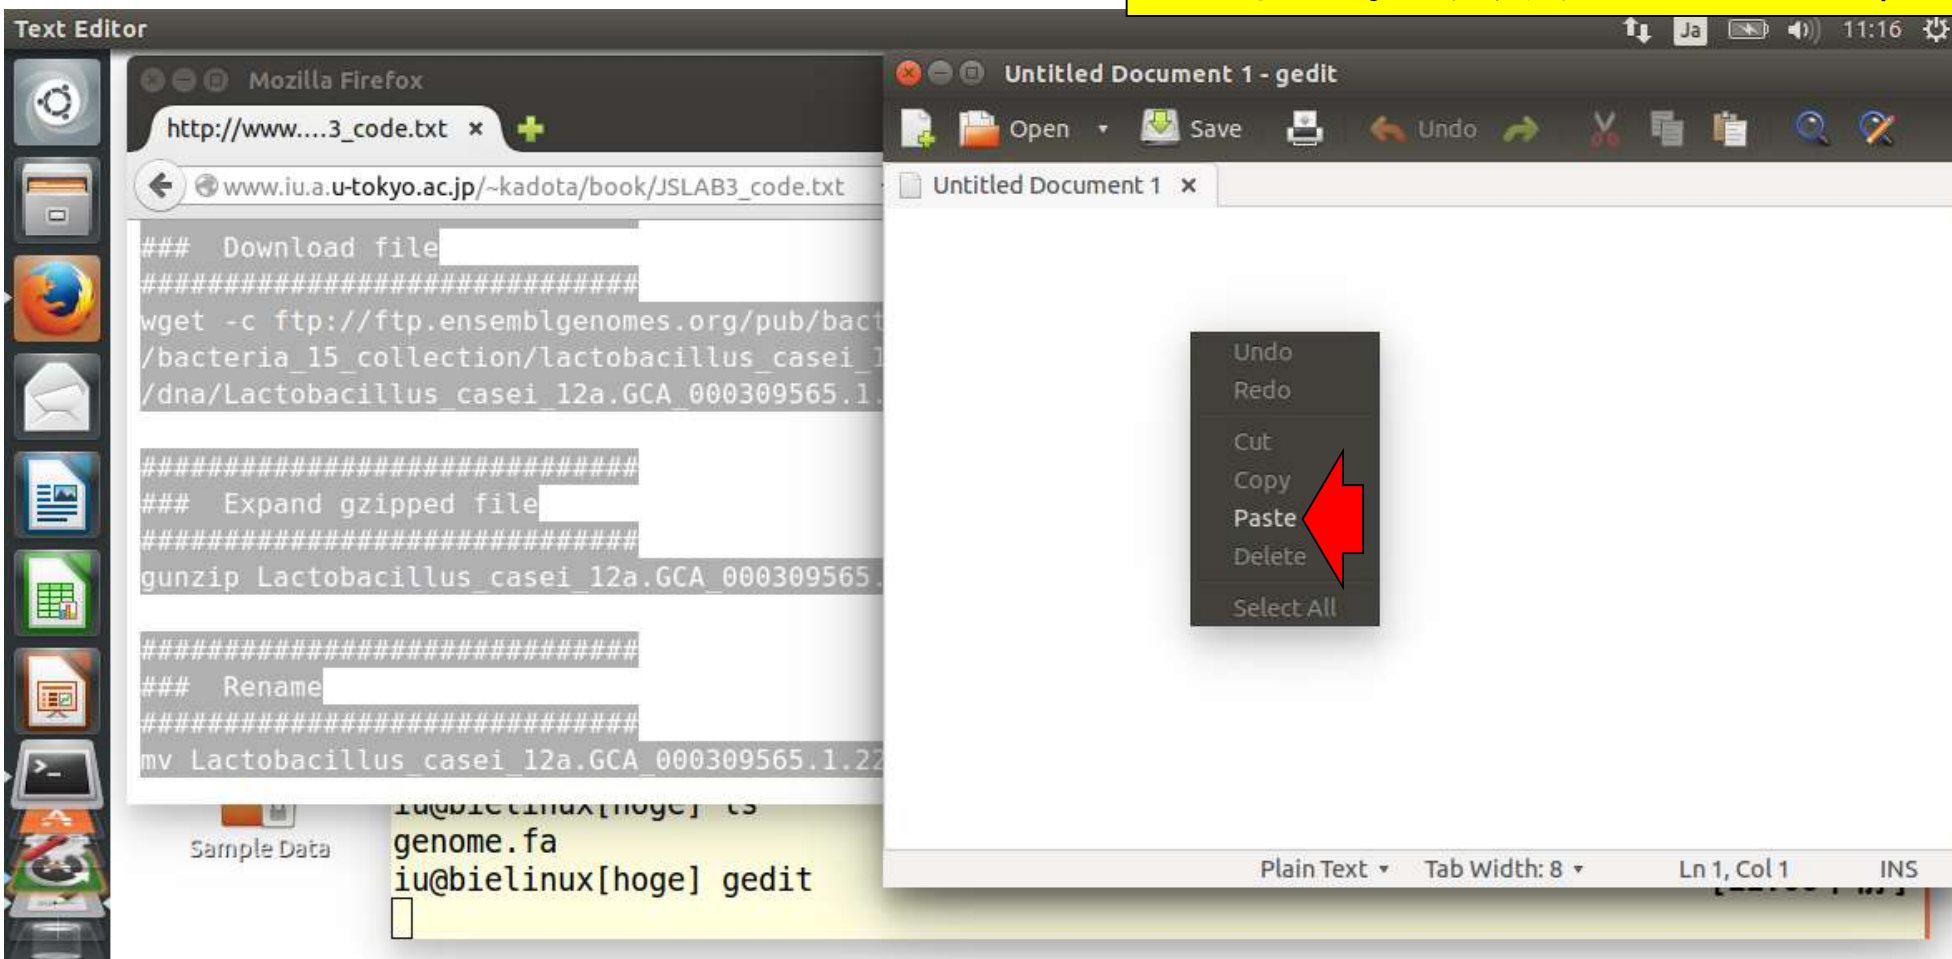 Text Editor
Ja
11:16
Mozilla Firefox
http://www....3_code.txt
www.iu.a.u-tokyo.ac.jp/~kadota/book/JSLAB3_code.txt
### Download file
##############################
wget -c ftp://ftp.ensemblgenomes.org/pub/bact
/bacteria_15_collection/lactobacillus_casei_1
/dna/Lactobacillus_casei_12a.GCA_000309565.1.
##############################
### Expand gzipped file
##############################
gunzip Lactobacillus_casei_12a.GCA_000309565.
##############################
### Rename
##############################
mv Lactobacillus_casei_12a.GCA_000309565.1.22
Sample Data
iu@bielinux[hoge] ls
genome.fa
iu@bielinux[hoge] gedit
Untitled Document 1 - gedit
Open
Save
Undo
Untitled Document 1
Undo
Redo
Cut
Copy
Paste
Delete
Select All
Plain Text
Tab Width: 8
Ln 1, Col 1
INS